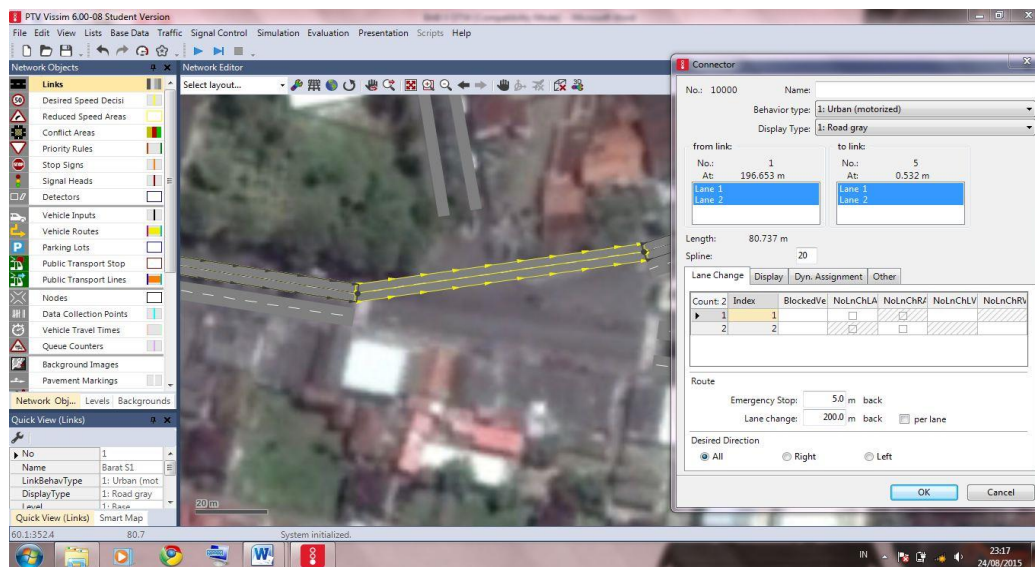 PTV Vissim 6.00-08 Student Version
File Edit View Lists Base Data Traffic Signal Control Simulation Evaluation Presentation Scripts Help
Network Objects
Links
Desired Speed Decisi
Reduced Speed Areas
Conflict Areas
Priority Rules
Stop Signs
Signal Heads
Detectors
Vehicle Inputs
Vehicle Routes
Parking Lots
Public Transport Stop
Public Transport Lines
Nodes
Data Collection Points
Vehicle Travel Times
Queue Counters
Background Images
Pavement Markings
Network Obj... Levels Backgrounds
Quick View (Links)
No 1
Name Barat S1
LinkBehavType 1: Urban (mot
DisplayType 1: Road gray
Level 1: Base
Quick View (Links) Smart Map
Network Editor
Select layout...
20 m
Connector
No.: 10000 Name:
Behavior type: 1: Urban (motorized)
Display Type: 1: Road gray
from link: to link:
No.: 1 No.: 5
At: 196.653 m At: 0.532 m
Lane 1 Lane 1
Lane 2 Lane 2
Length: 80.737 m
Spline: 20
Lane Change Display Dyn. Assignment Other
Count: 2 Index BlockedVe NoLnChLA NoLnChRA NoLnChLV NoLnChRV
1 1
2 2
Route
Emergency Stop: 5.0 m back
Lane change: 200.0 m back per lane
Desired Direction
All Right Left
OK Cancel
60.1:352.4 80.7 System initialized.
IN 23:17
24/08/2015